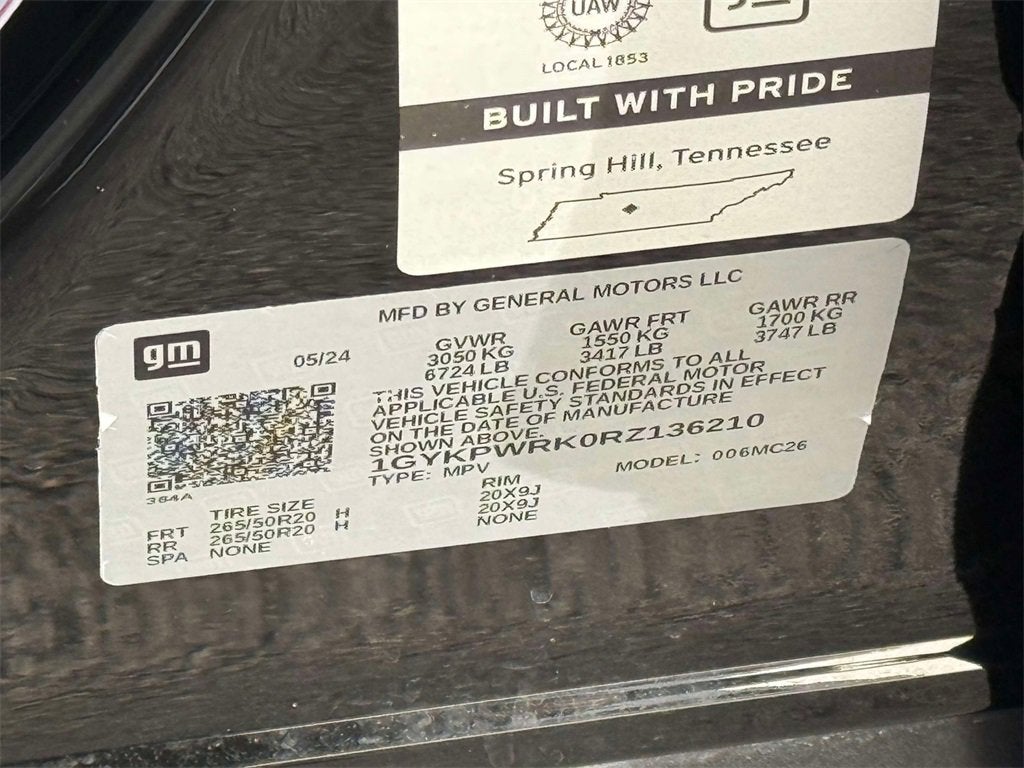 UAW
LOCAL 1853
BUILT WITH PRIDE
Spring Hill, Tennessee
MFD BY GENERAL MOTORS LLC
gm
05/24
GVWR GAWR FRT GAWR RR
3050 KG 1550 KG 1700 KG
6724 LB 3417 LB 3747 LB
THIS VEHICLE CONFORMS TO ALL
APPLICABLE U.S. FEDERAL MOTOR
VEHICLE SAFETY STANDARDS IN EFFECT
ON THE DATE OF MANUFACTURE
SHOWN ABOVE
1GYKPWRK0RZ136210
TYPE: MPV MODEL: 006MC26
384A
TIRE SIZE RIM
FRT 265/50R20 H 20X9J
RR 265/50R20 H 20X9J
SPA NONE NONE